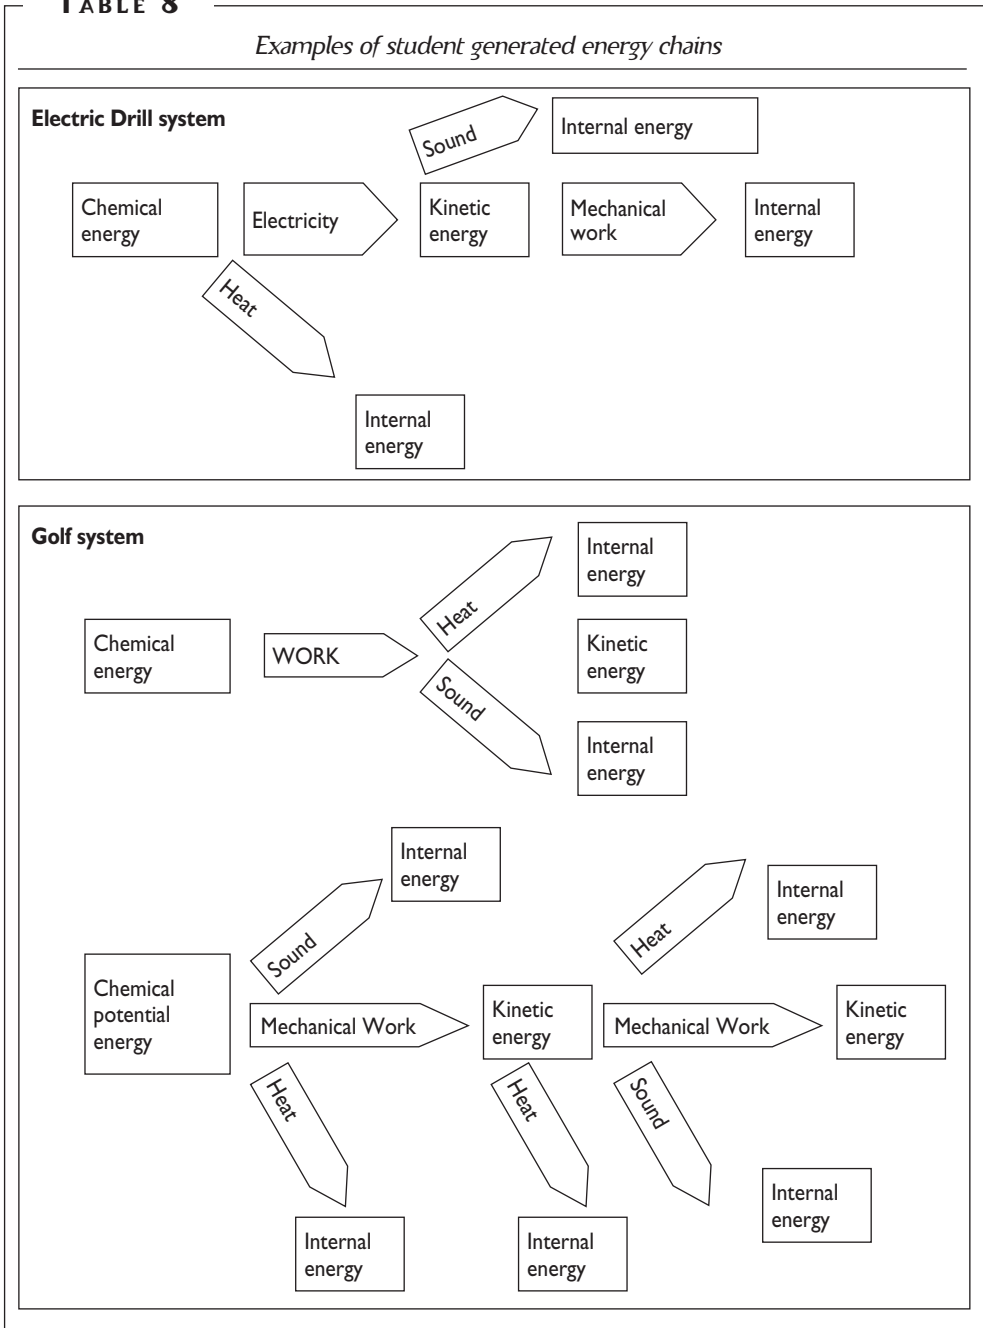 TABLE 8
Examples of student generated energy chains
Electric Drill system
Sound
Internal energy
Chemical
energy
Electricity
Kinetic
energy
Mechanical
work
Internal
energy
Heat
Internal
energy
Golf system
Internal
energy
Heat
Chemical
energy
WORK
Kinetic
energy
Sound
Internal
energy
Internal
energy
Sound
Heat
Internal
energy
Chemical
potential
energy
Mechanical Work
Kinetic
energy
Mechanical Work
Kinetic
energy
Heat
Heat
Sound
Internal
energy
Internal
energy
Internal
energy